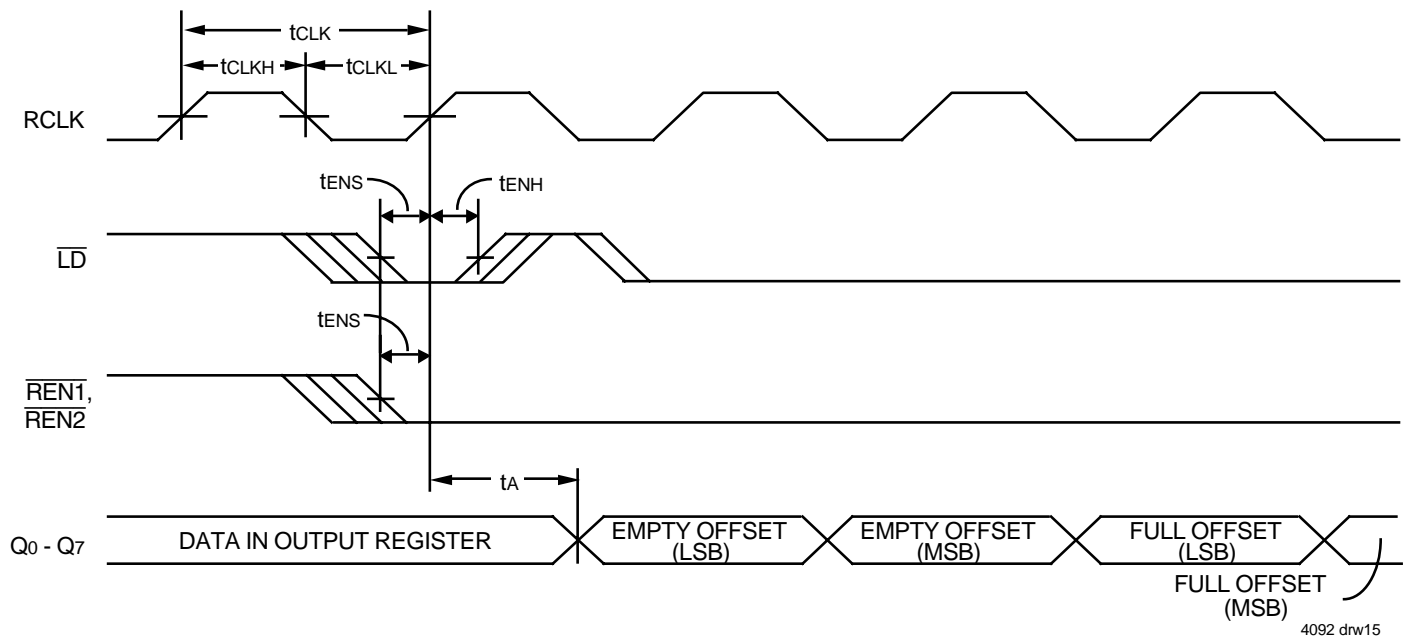 tCLK
tCLKH
tCLKL
RCLK
tENS
tENH
LD
tENS
REN1,
REN2
tA
Q0 - Q7
DATA IN OUTPUT REGISTER
EMPTY OFFSET
(LSB)
EMPTY OFFSET
(MSB)
FULL OFFSET
(LSB)
FULL OFFSET
(MSB)
4092 drw15